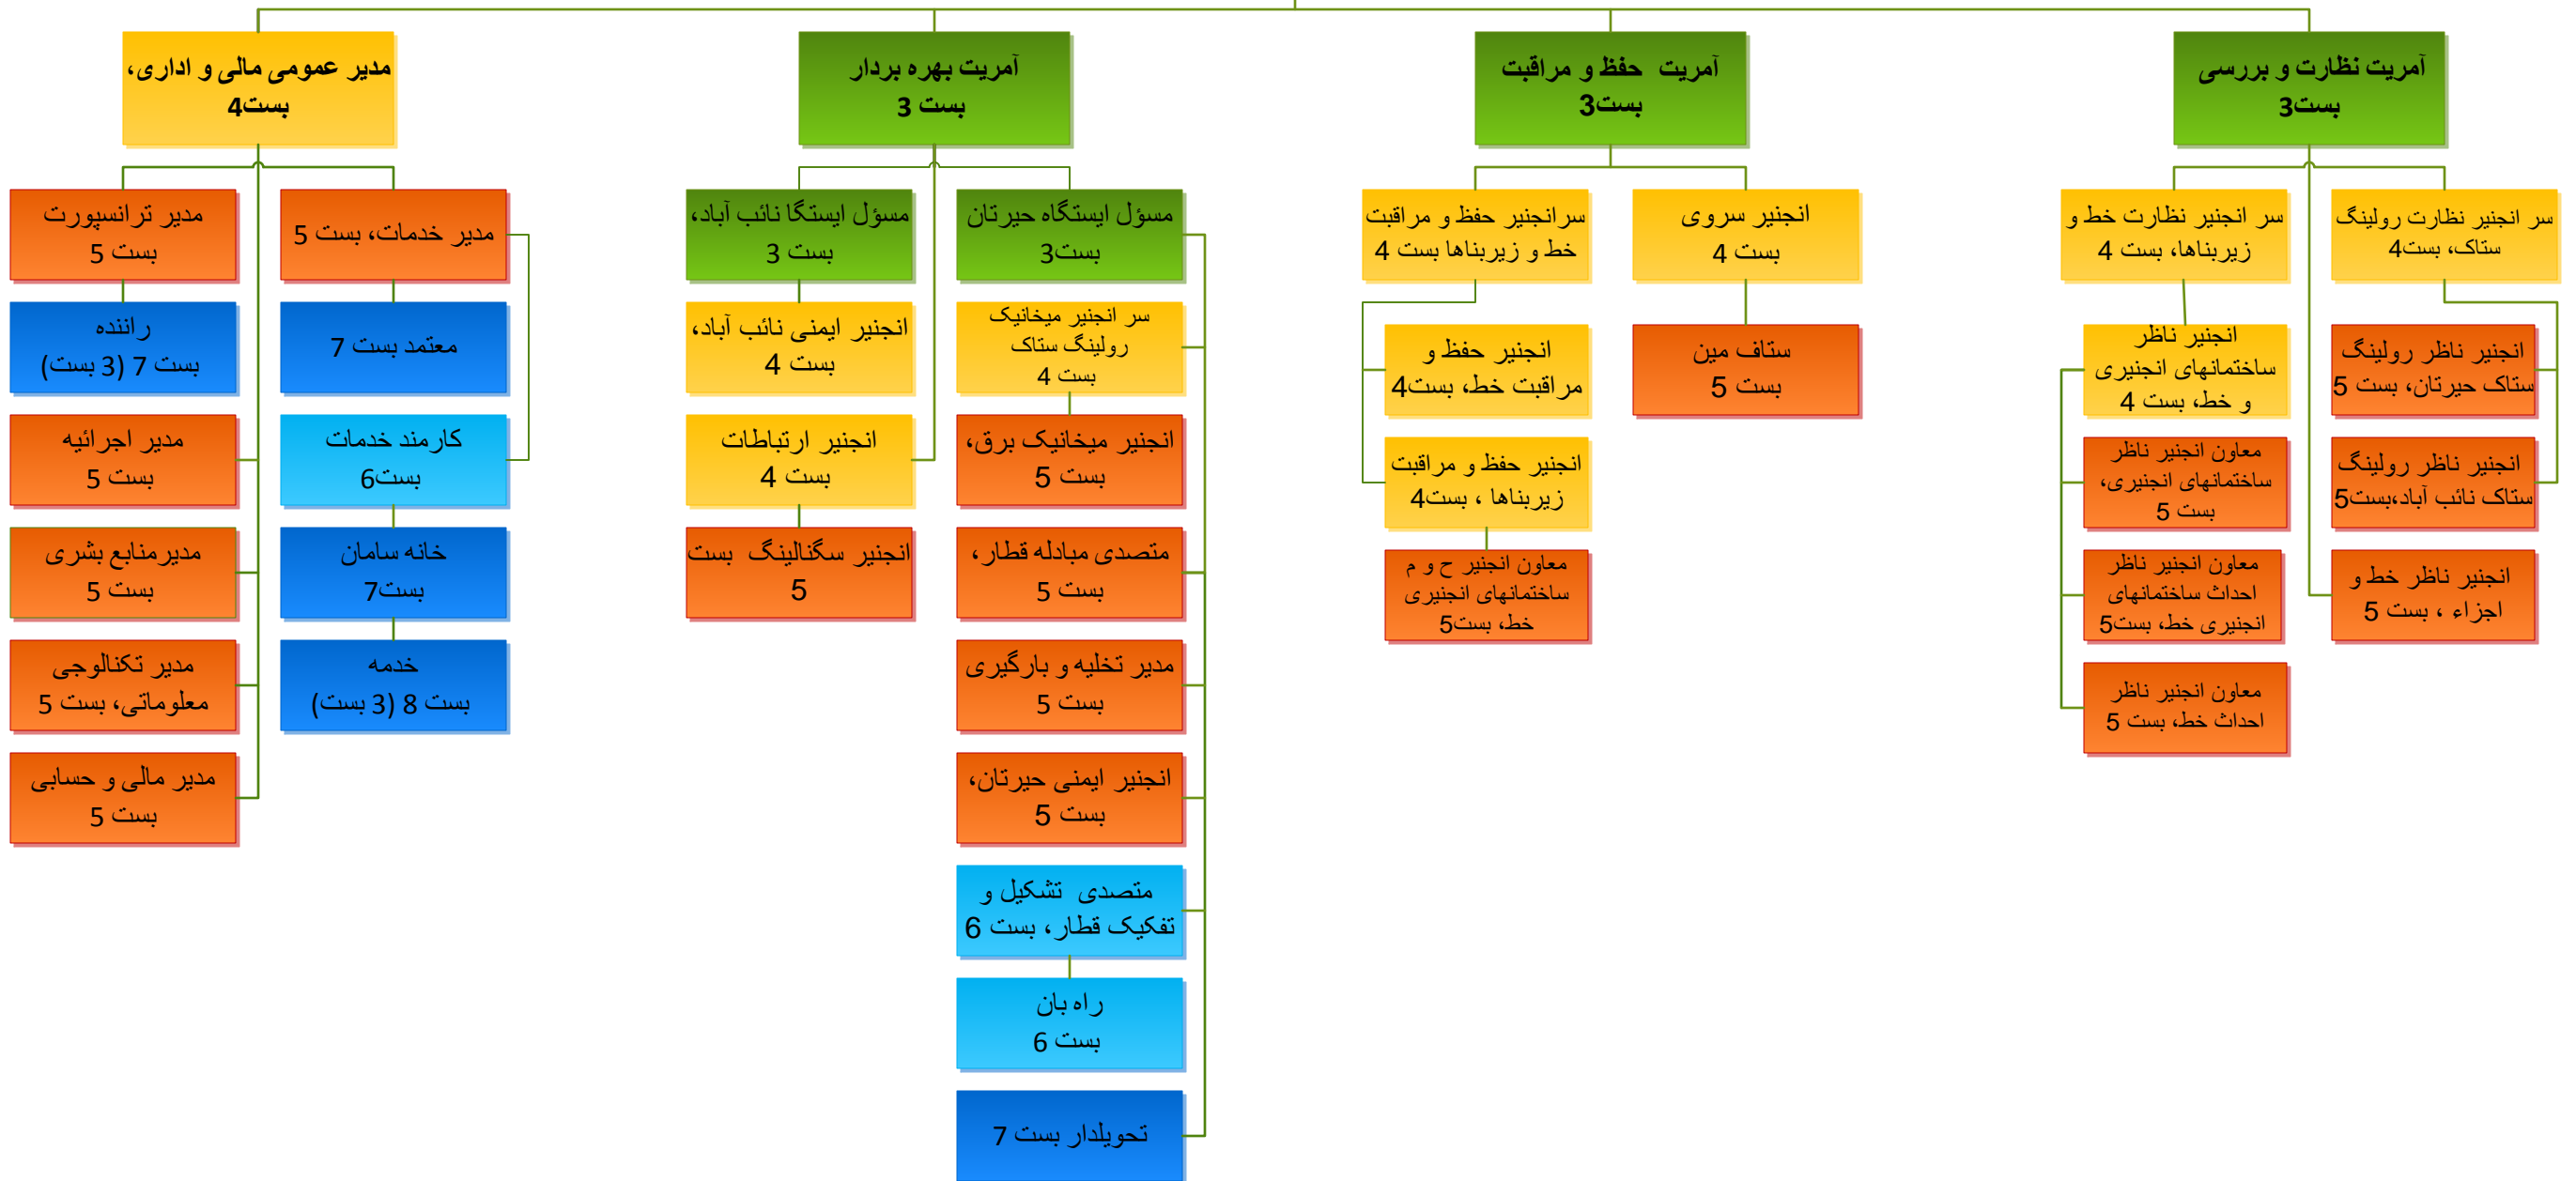 آمریت نظارت و بررسی
بست3
سر انجنیر نظارت رولینگ
ستاک، بست4
انجنیر ناظر رولینگ
ستاک حیرتان، بست 5
انجنیر ناظر رولینگ
ستاک نائب آباد،بست5
انجنیر ناظر خط و
اجزاء ، بست 5
سر انجنیر نظارت خط و
زیربناها، بست 4
انجنیر ناظر
ساختمانهای انجنیری
و خط، بست 4
معاون انجنیر ناظر
ساختمانهای انجنیری،
بست 5
معاون انجنیر ناظر
احداث ساختمانهای
انجنیری خط، بست5
معاون انجنیر ناظر
احداث خط، بست 5
آمریت حفظ و مراقبت
بست3
انجنیر سروی
بست 4
ستاف مین
بست 5
سرانجنیر حفظ و مراقبت
خط و زیربناها بست 4
انجنیر حفظ و
مراقبت خط، بست4
انجنیر حفظ و مراقبت
زیربناها ، بست4
معاون انجنیر ح و م
ساختمانهای انجنیری
خط، بست5
آمریت بهره بردار
بست 3
مسؤل ایستگاه حیرتان
بست3
سر انجنیر میخانیک
رولینگ ستاک
بست 4
انجنیر میخانیک برق،
بست 5
متصدی مبادله قطار،
بست 5
مدیر تخلیه و بارگیری
بست 5
انجنیر ایمنی حیرتان،
بست 5
متصدی تشکیل و
تفکیک قطار، بست 6
راه بان
بست 6
تحویلدار بست 7
مسؤل ایستگا نائب آباد،
بست 3
انجنیر ایمنی نائب آباد،
بست 4
انجنیر ارتباطات
بست 4
انجنیر سگنالینگ بست
5
مدیر عمومی مالی و اداری،
بست4
مدیر خدمات، بست 5
معتمد بست 7
کارمند خدمات
بست6
خانه سامان
بست7
خدمه
بست 8 (3 بست)
مدیر ترانسپورت
بست 5
راننده
بست 7 (3 بست)
مدیر اجرائیه
بست 5
مدیرمنابع بشری
بست 5
مدیر تکنالوجی
معلوماتی، بست 5
مدیر مالی و حسابی
بست 5